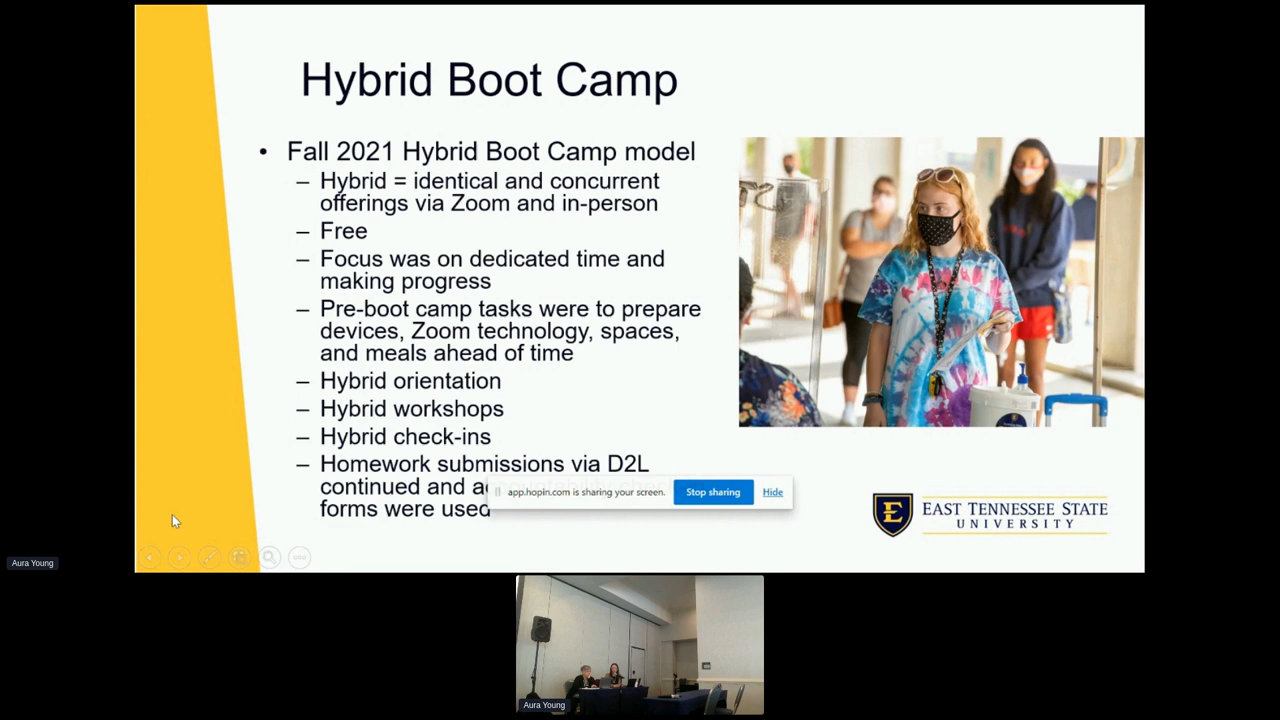 Hybrid Boot Camp
• Fall 2021 Hybrid Boot Camp model
– Hybrid = identical and concurrent
offerings via Zoom and in-person
– Free
– Focus was on dedicated time and
making progress
– Pre-boot camp tasks were to prepare
devices, Zoom technology, spaces,
and meals ahead of time
– Hybrid orientation
– Hybrid workshops
– Hybrid check-ins
– Homework submissions via D2L
continued and accountability check
forms were used
app.hopin.com is sharing your screen.
Stop sharing
Hide
E
EAST TENNESSEE STATE
UNIVERSITY
Aura Young
Aura Young